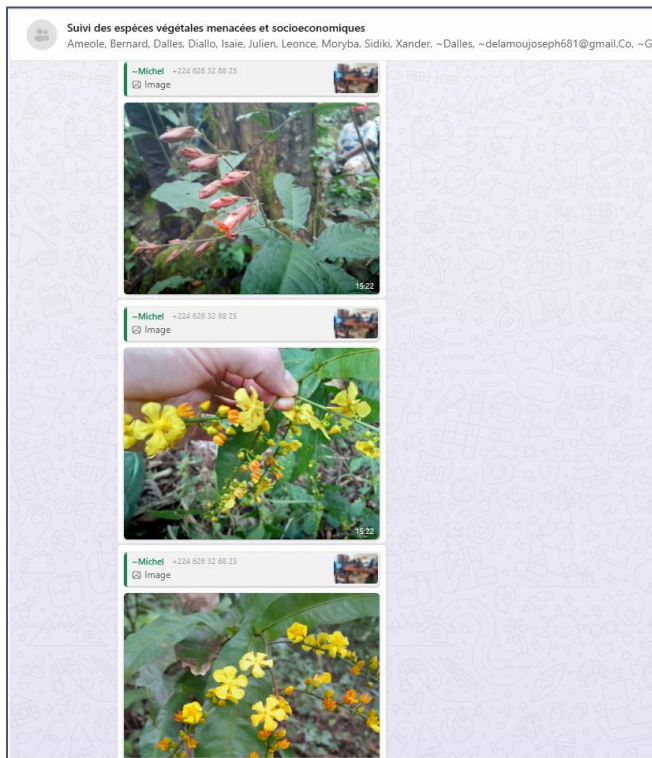 Suivi des espèces végétales menacées et socioeconomiques
Ameole, Bernard, Dalles, Diallo, Isaie, Julien, Leonce, Moryba, Sidiki, Xander, ~Dalles, ~delamoujoseph681@gmail.Co, ~G
~Michel +224 626 32 68 25
Image
15:22
~Michel +224 626 32 68 25
Image
15:22
~Michel +224 626 32 68 25
Image